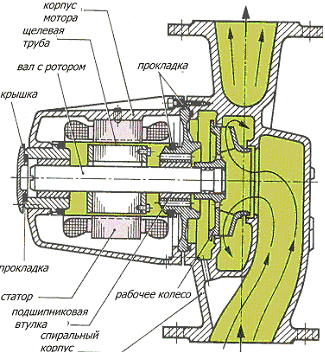 корпус
мотора
щелевая
труба
вал с ротором
прокладка
крышка
прокладка
статор
рабочее колесо
подшипниковая
втулка
спиральный
корпус